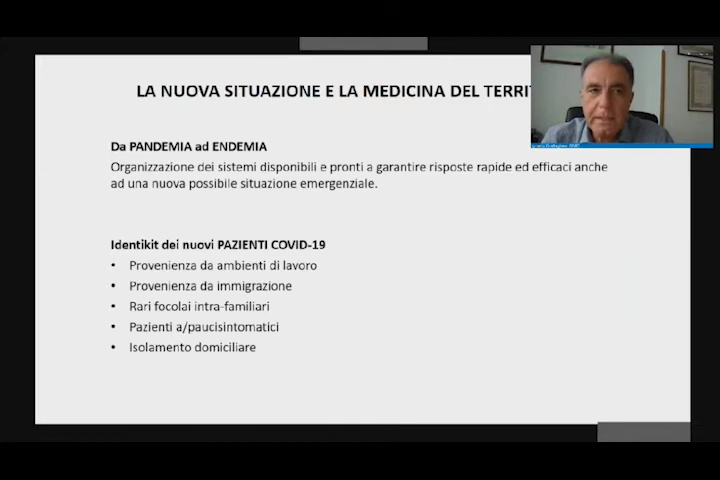 LA NUOVA SITUAZIONE E LA MEDICINA DEL
Da PANDEMIA ad ENDEMIA
Organizzazione dei sistemi disponibili e pronti a garantire risposte rapide ed efficaci anche
ad una nuova possibile situazione emergenziale.
Identikit dei nuovi PAZIENTI COVID-19
• Provenienza da ambienti di lavoro
• Provenienza da immigrazione
• Rari focolai intra-familiari
• Pazienti a/paucisintomatici
• Isolamento domiciliare